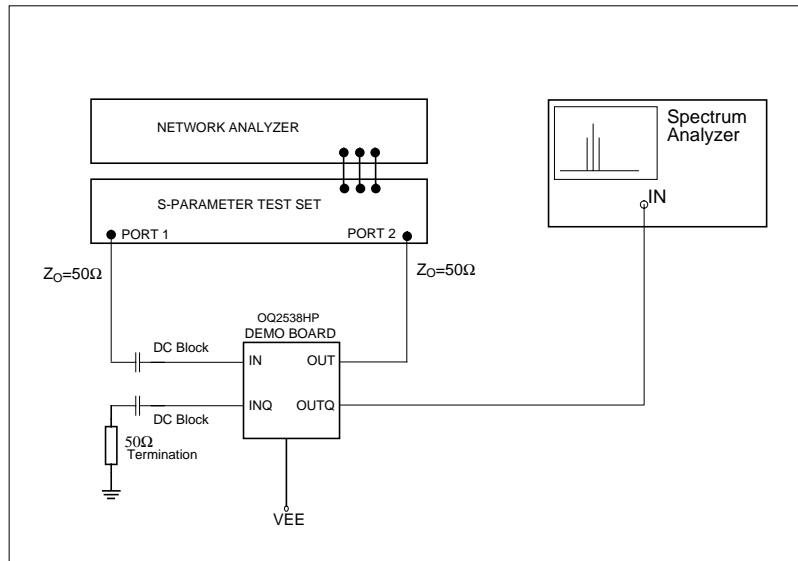 NETWORK ANALYZER
S-PARAMETER TEST SET
PORT 1
PORT 2
Spectrum
Analyzer
IN
ZO=50Ω
ZO=50Ω
OQ2538HP
DEMO BOARD
DC Block
IN
OUT
INQ
OUTQ
DC Block
50Ω
Termination
VEE